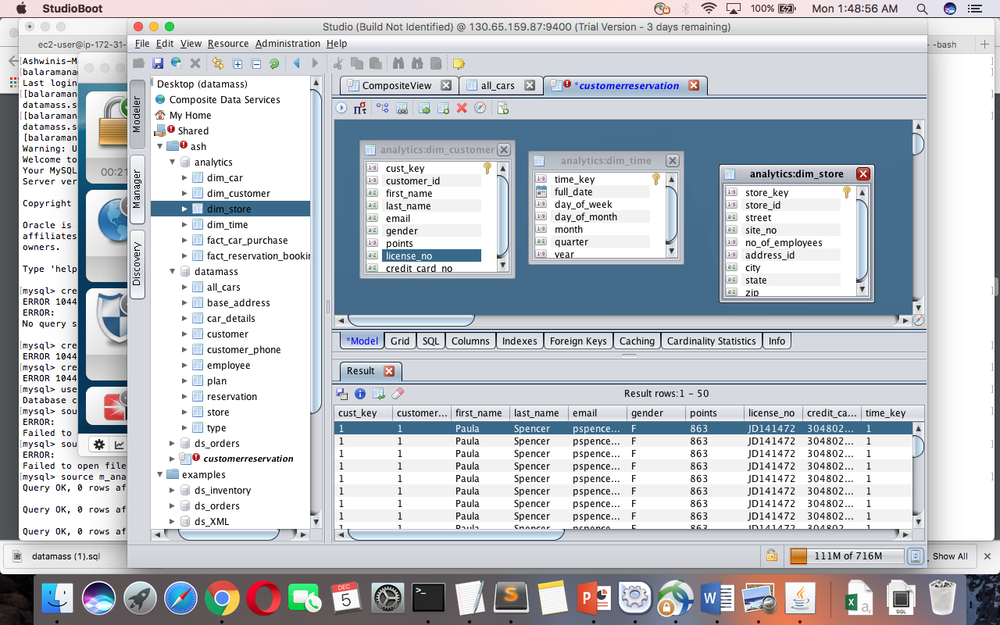 StudioBoot
100%
Mon 1:48:56 AM
Studio (Build Not Identified) @ 130.65.159.87:9400 (Trial Version - 3 days remaining)
ec2-user@ip-172-31-
-bash
File Edit View Resource Administration Help
[Ashwinis-M
[balaramana
Last login
[[balaraman
datamass.s
[[balaraman
datamass.s
[balaraman
Warning: U
Welcome to
Your MySQL
Server ver
Copyright
Oracle is
affiliates
owners.
Type 'help
[mysql> cre
ERROR 1044
ERROR:
No query s
[mysql> cre
ERROR 1044
[mysql> cre
ERROR 1044
[mysql> use
Database c
[mysql> sou
ERROR:
Failed to
[mysql> sou
ERROR:
Failed to open file
[mysql> source m_ana
Query OK, 0 rows aff
Query OK, 0 rows aff
Query OK, 0 rows aff
00:21
Modeler
Manager
Discovery
Desktop (datamass)
Composite Data Services
My Home
Shared
ash
analytics
dim_car
dim_customer
dim_store
dim_time
fact_car_purchase
fact_reservation_bookin
datamass
all_cars
base_address
car_details
customer
customer_phone
employee
plan
reservation
store
type
ds_orders
customerreservation
examples
ds_inventory
ds_orders
ds_XML
CompositeView
all_cars
*customerreservation
analytics:dim_customer
cust_key
customer_id
first_name
last_name
email
gender
points
license_no
credit_card_no
analytics:dim_time
time_key
full_date
day_of_week
day_of_month
month
quarter
year
analytics:dim_store
store_key
store_id
street
site_no
no_of_employees
address_id
city
state
zip
*Model Grid SQL Columns Indexes Foreign Keys Caching Cardinality Statistics Info
Result
Result rows:1 - 50
cust_key customer... first_name last_name email gender points license_no credit_ca... time_key
1 1 Paula Spencer pspence... F 863 JD141472 304802... 1
1 1 Paula Spencer pspence... F 863 JD141472 304802... 1
1 1 Paula Spencer pspence... F 863 JD141472 304802... 1
1 1 Paula Spencer pspence... F 863 JD141472 304802... 1
1 1 Paula Spencer pspence... F 863 JD141472 304802... 1
1 1 Paula Spencer pspence... F 863 JD141472 304802... 1
1 1 Paula Spencer pspence... F 863 JD141472 304802... 1
1 1 Paula Spencer pspence... F 863 JD141472 304802... 1
1 1 Paula Spencer pspence... F 863 JD141472 304802... 1
111M of 716M
datamass (1).sql
Show All
DEC
5
SQL